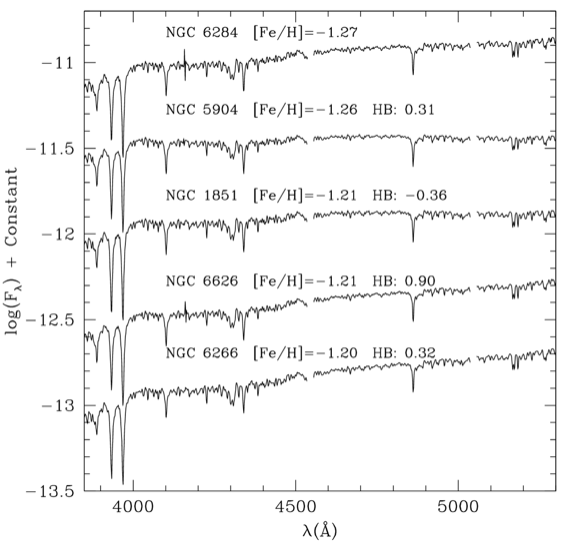 NGC 6284 [Fe/H]=−1.27
−11
NGC 5904 [Fe/H]=−1.26 HB: 0.31
−11.5
NGC 1851 [Fe/H]=−1.21 HB: −0.36
−12
NGC 6626 [Fe/H]=−1.21 HB: 0.90
−12.5
NGC 6266 [Fe/H]=−1.20 HB: 0.32
−13
−13.5
log(Fλ) + Constant
4000 4500 5000
λ(Å)